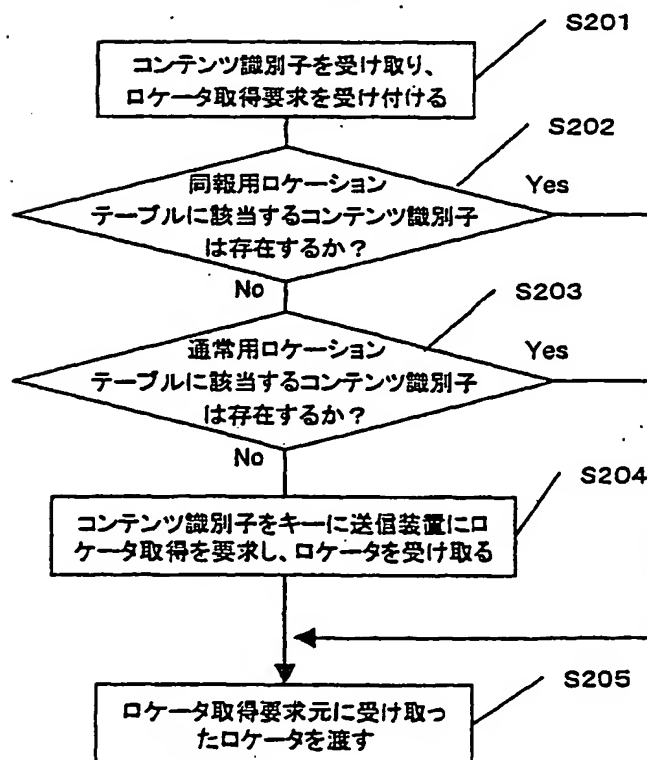 S201
コンテンツ識別子を受け取り、
ロケータ取得要求を受け付ける
S202
同報用ロケーション
テーブルに該当するコンテンツ識別子
は存在するか？
Yes
No
S203
通常用ロケーション
テーブルに該当するコンテンツ識別子
は存在するか？
Yes
No
S204
コンテンツ識別子をキーに送信装置にロ
ケータ取得を要求し、ロケータを受け取る
S205
ロケータ取得要求元に受け取っ
たロケータを渡す